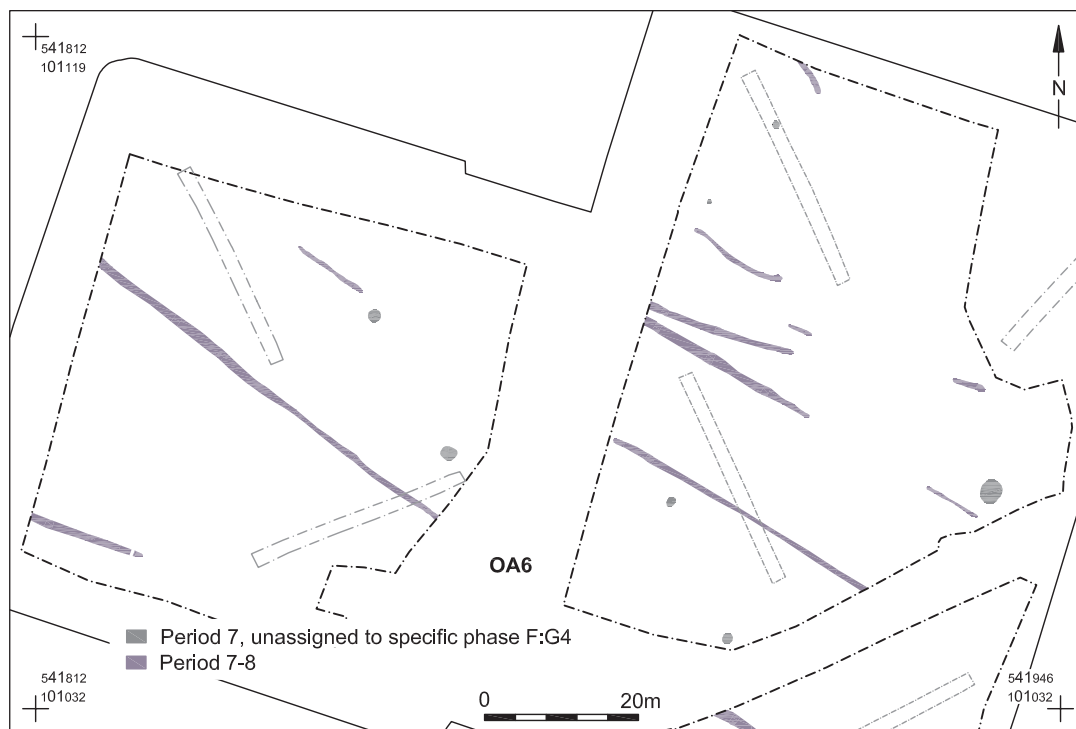 541812
101119
N
OA6
Period 7, unassigned to specific phase F:G4
Period 7-8
541812
101032
0 20m
541946
101032